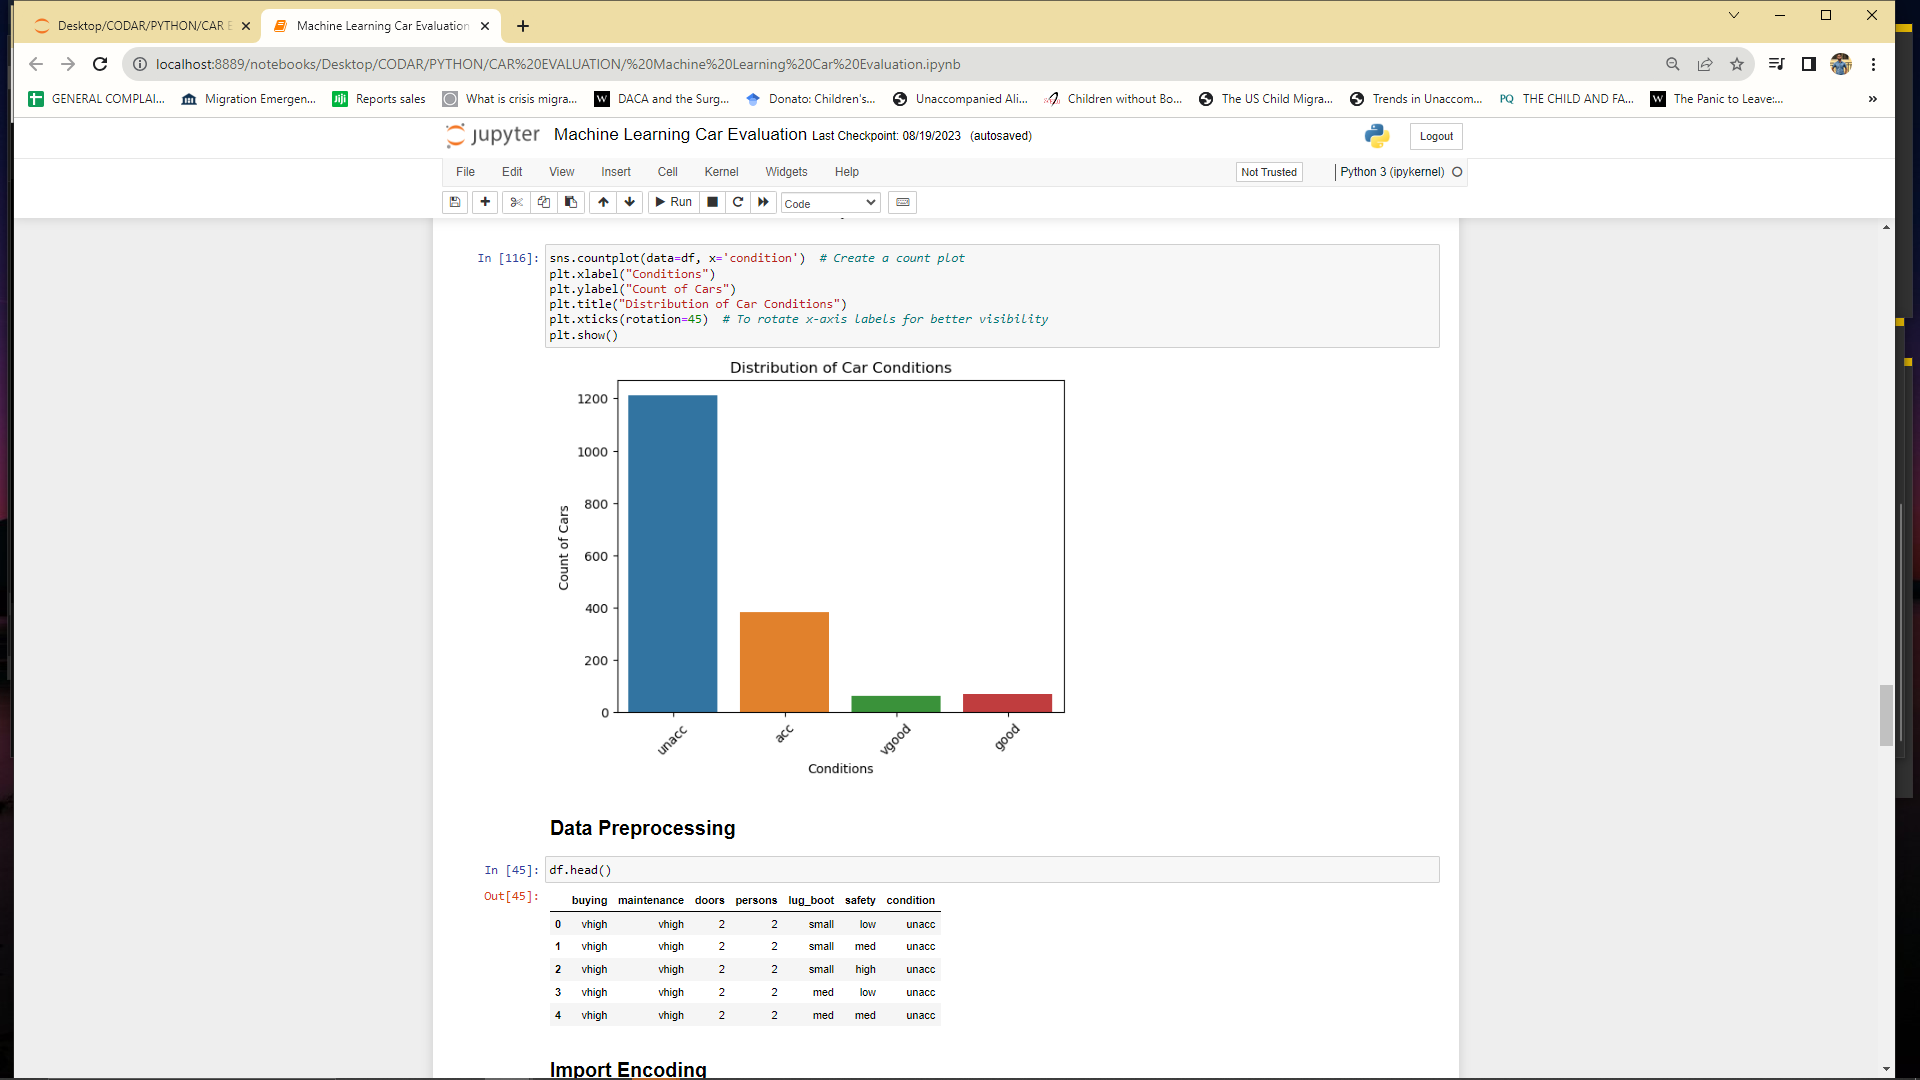 Desktop/CODAR/PYTHON/CAR E
Machine Learning Car Evaluation
localhost:8889/notebooks/Desktop/CODAR/PYTHON/CAR%20EVALUATION/%20Machine%20Learning%20Car%20Evaluation.ipynb
GENERAL COMPLAI... Migration Emergen... Jiji Reports sales What is crisis migra... W DACA and the Surg... Donato: Children's... Unaccompanied Ali... Children without Bo... The US Child Migra... Trends in Unaccom... PQ THE CHILD AND FA... W The Panic to Leave:... »
jupyter Machine Learning Car Evaluation Last Checkpoint: 08/19/2023 (autosaved) Logout
File Edit View Insert Cell Kernel Widgets Help Not Trusted Python 3 (ipykernel)
Run Code
In [116]: sns.countplot(data=df, x='condition')  # Create a count plot
plt.xlabel("Conditions")
plt.ylabel("Count of Cars")
plt.title("Distribution of Car Conditions")
plt.xticks(rotation=45)  # To rotate x-axis labels for better visibility
plt.show()
Distribution of Car Conditions
1200
1000
800
600
400
200
0
Count of Cars
unacc acc vgood good
Conditions
Data Preprocessing
In [45]: df.head()
Out[45]:
buying maintenance doors persons lug_boot safety condition
0 vhigh vhigh 2 2 small low unacc
1 vhigh vhigh 2 2 small med unacc
2 vhigh vhigh 2 2 small high unacc
3 vhigh vhigh 2 2 med low unacc
4 vhigh vhigh 2 2 med med unacc
Import Encoding